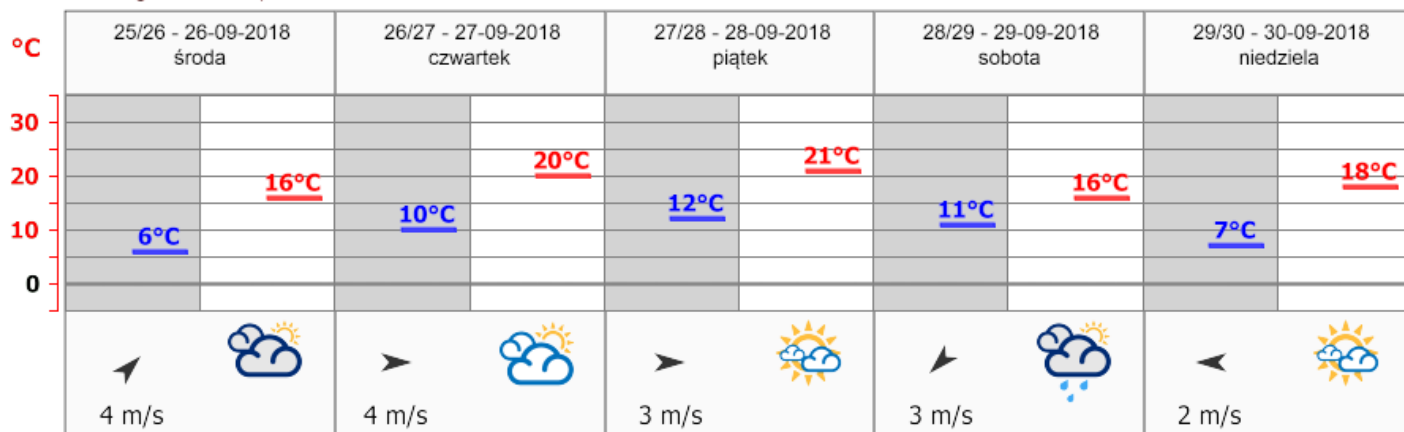 25/26 - 26-09-2018
środa
26/27 - 27-09-2018
czwartek
27/28 - 28-09-2018
piątek
28/29 - 29-09-2018
sobota
29/30 - 30-09-2018
niedziela
°C
30
20
10
0
6°C
16°C
10°C
20°C
12°C
21°C
11°C
16°C
7°C
18°C
4 m/s
4 m/s
3 m/s
3 m/s
2 m/s